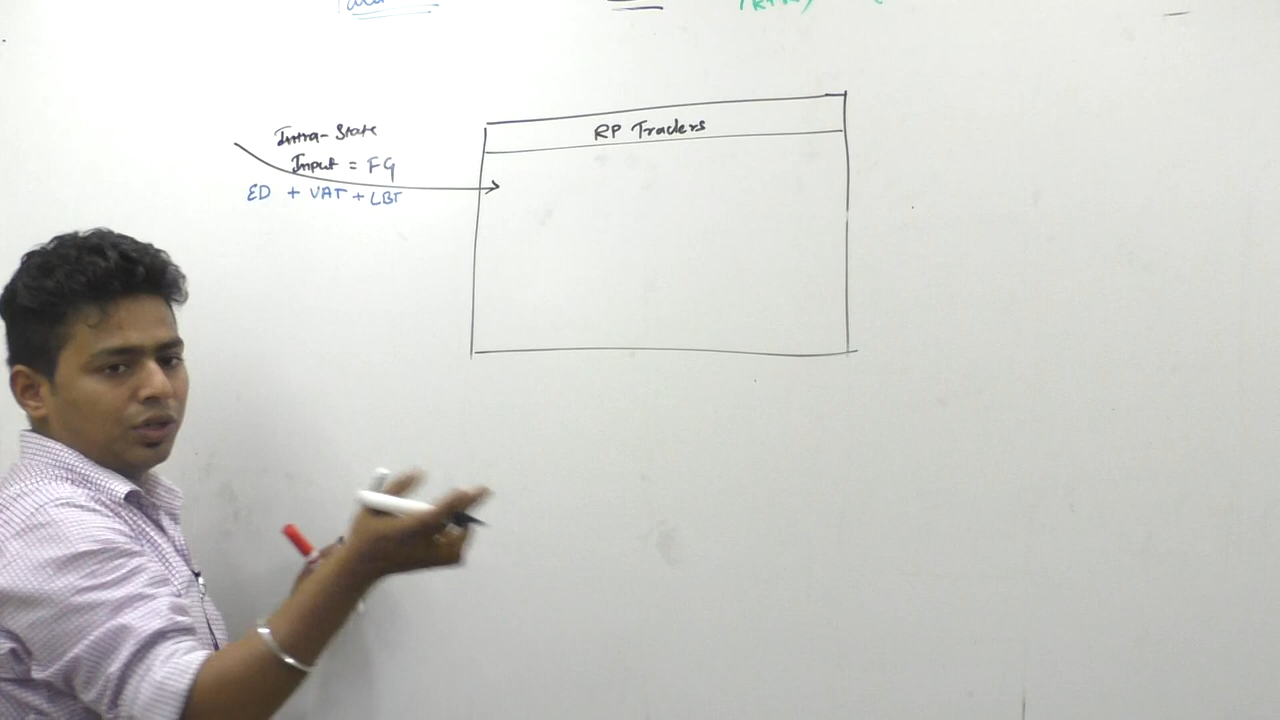 RP Traders
Intra-State
Input = FG
ED + VAT + LBT